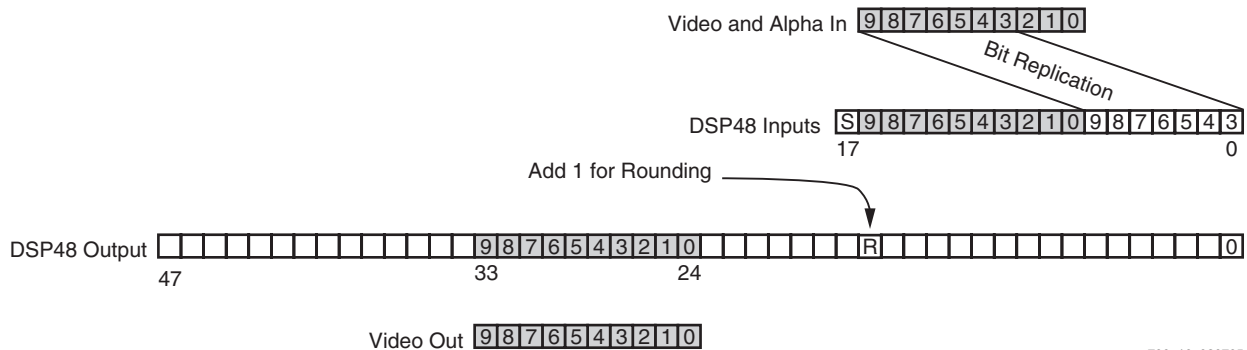 Video and Alpha In 9 8 7 6 5 4 3 2 1 0
Bit Replication
DSP48 Inputs S 9 8 7 6 5 4 3 2 1 0 9 8 7 6 5 4 3
17 0
Add 1 for Rounding
DSP48 Output 9 8 7 6 5 4 3 2 1 0 R 0
47 33 24
Video Out 9 8 7 6 5 4 3 2 1 0